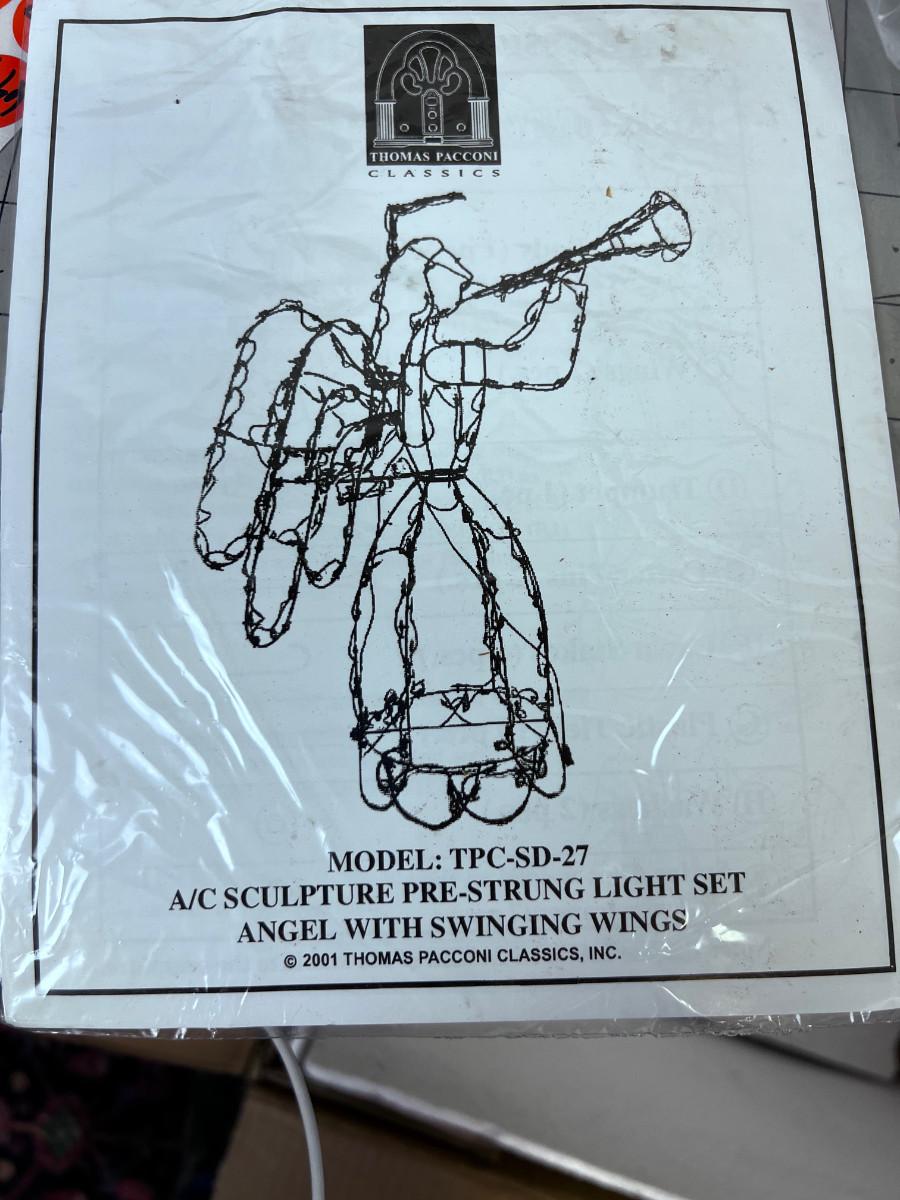 THOMAS PACCONI
CLASSICS
MODEL: TPC-SD-27
A/C SCULPTURE PRE-STRUNG LIGHT SET
ANGEL WITH SWINGING WINGS
© 2001 THOMAS PACCONI CLASSICS, INC.